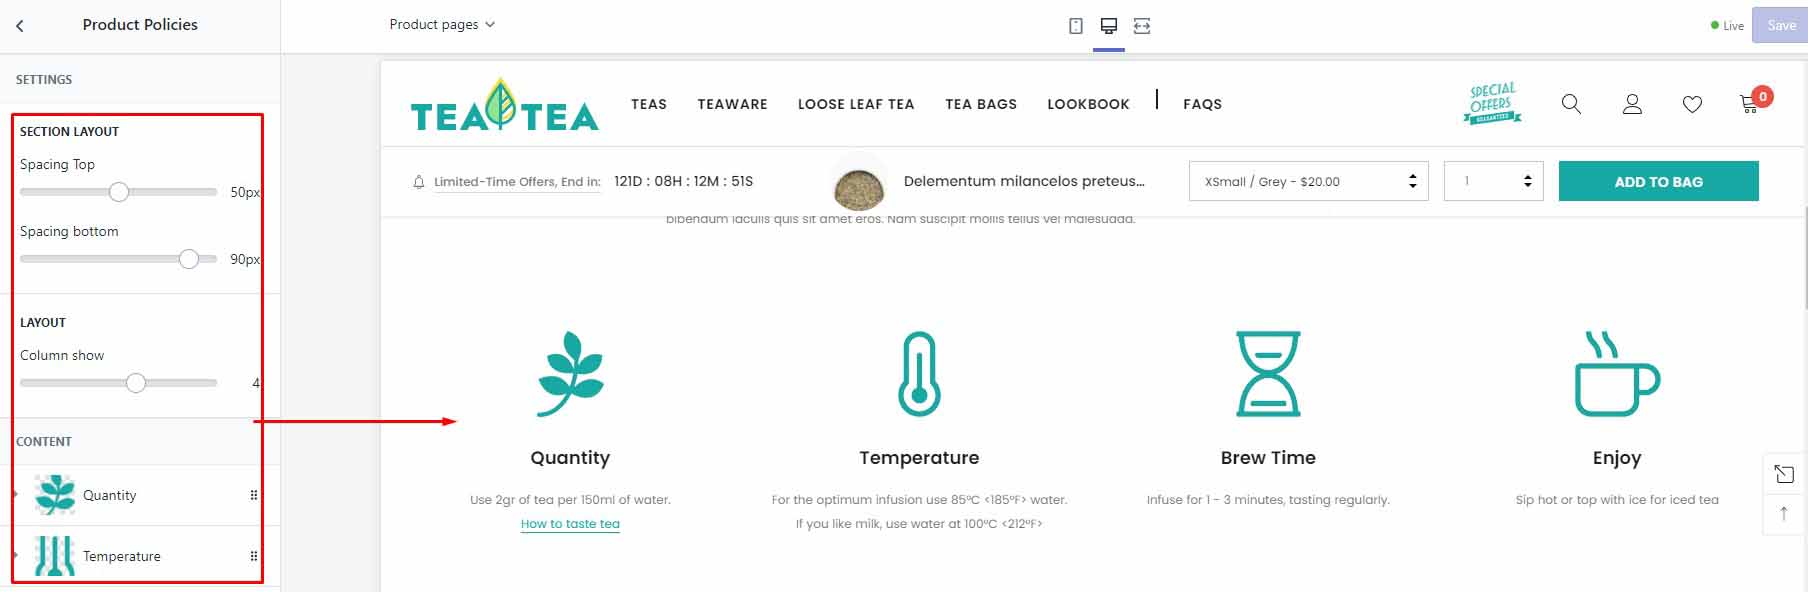 Product Policies
Product pages
Live
Save
SETTINGS
SECTION LAYOUT
Spacing Top
50px
Spacing bottom
90px
LAYOUT
Column show
4
CONTENT
Quantity
Temperature
TEA TEA
TEAS
TEAWARE
LOOSE LEAF TEA
TEA BAGS
LOOKBOOK
FAQS
SPECIAL
OFFERS
GUARANTEED
0
Limited-Time Offers, End in:
121D : 08H : 12M : 51S
Delementum milancelos preteus...
XSmall / Grey - $20.00
1
ADD TO BAG
bibendum iaculis quis sit amet eros. Nam suscipit mollis tellus vel malesuada.
Quantity
Use 2gr of tea per 150ml of water.
How to taste tea
Temperature
For the optimum infusion use 85ºC <185ºF> water.
If you like milk, use water at 100ºC <212ºF>
Brew Time
Infuse for 1 - 3 minutes, tasting regularly.
Enjoy
Sip hot or top with ice for iced tea